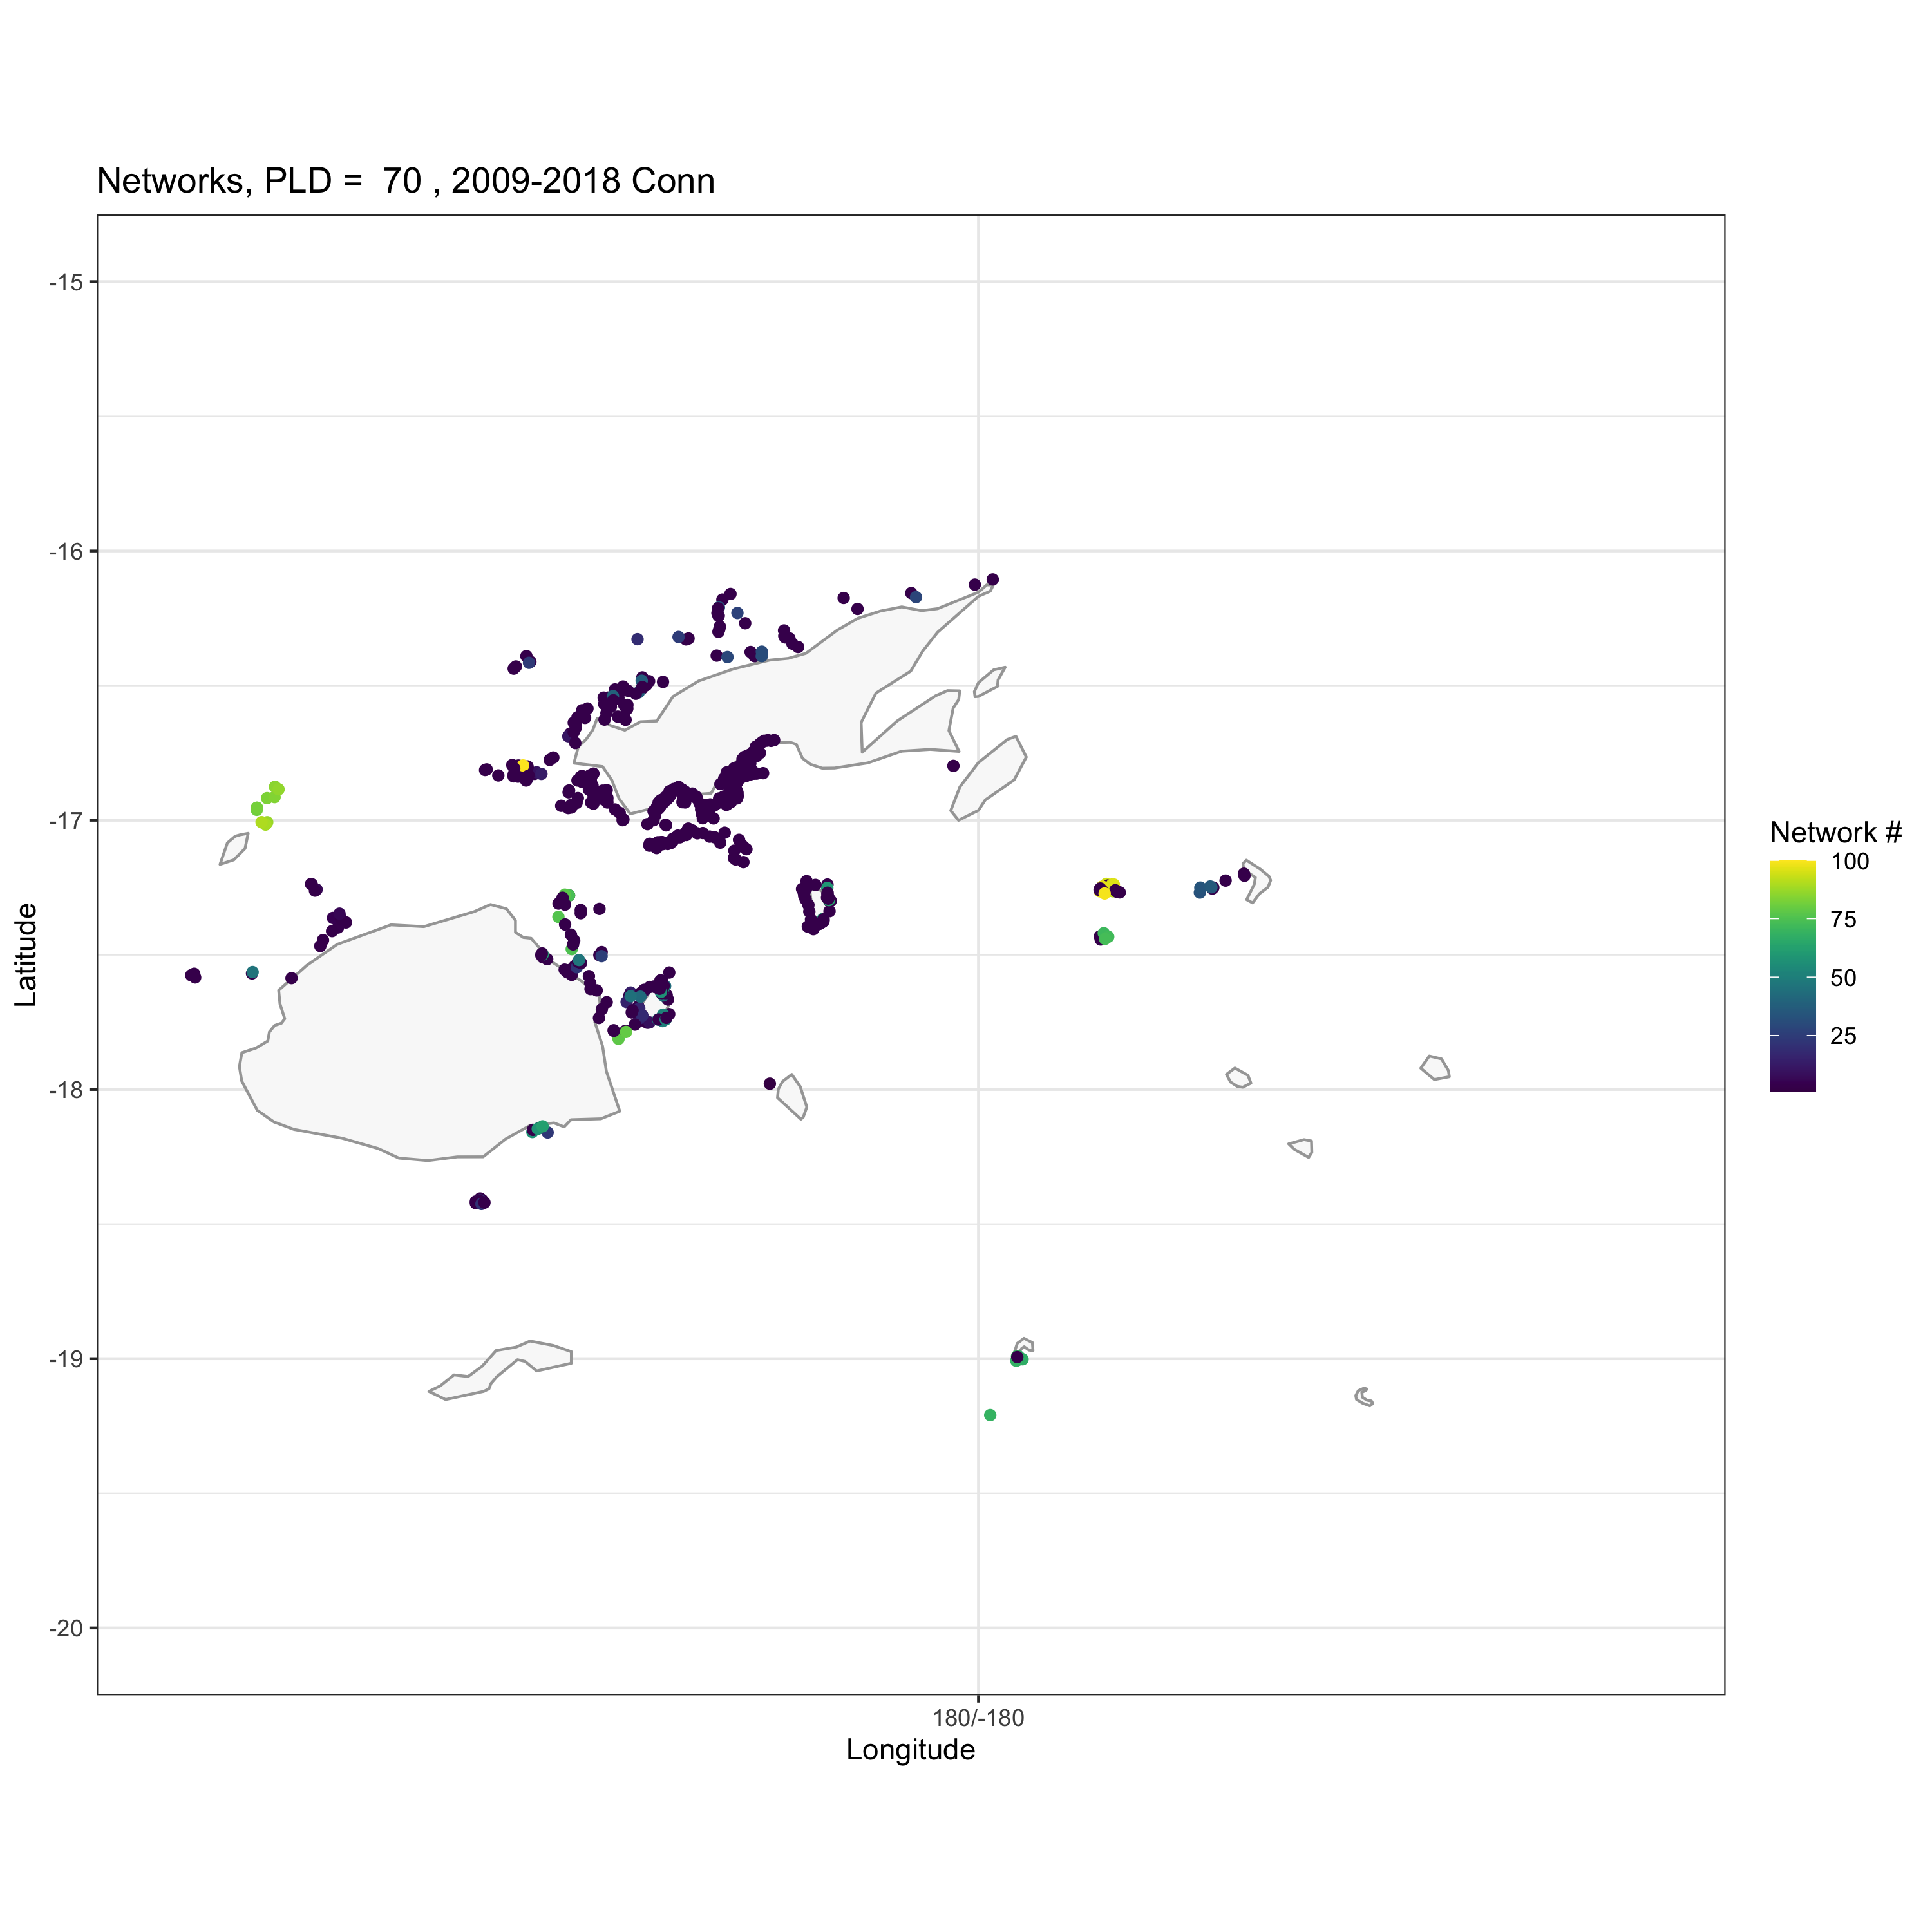 Networks, PLD =  70 , 2009-2018 Conn
-15
-16
-17
-18
-19
-20
Latitude
180/-180
Longitude
Network #
100
75
50
25